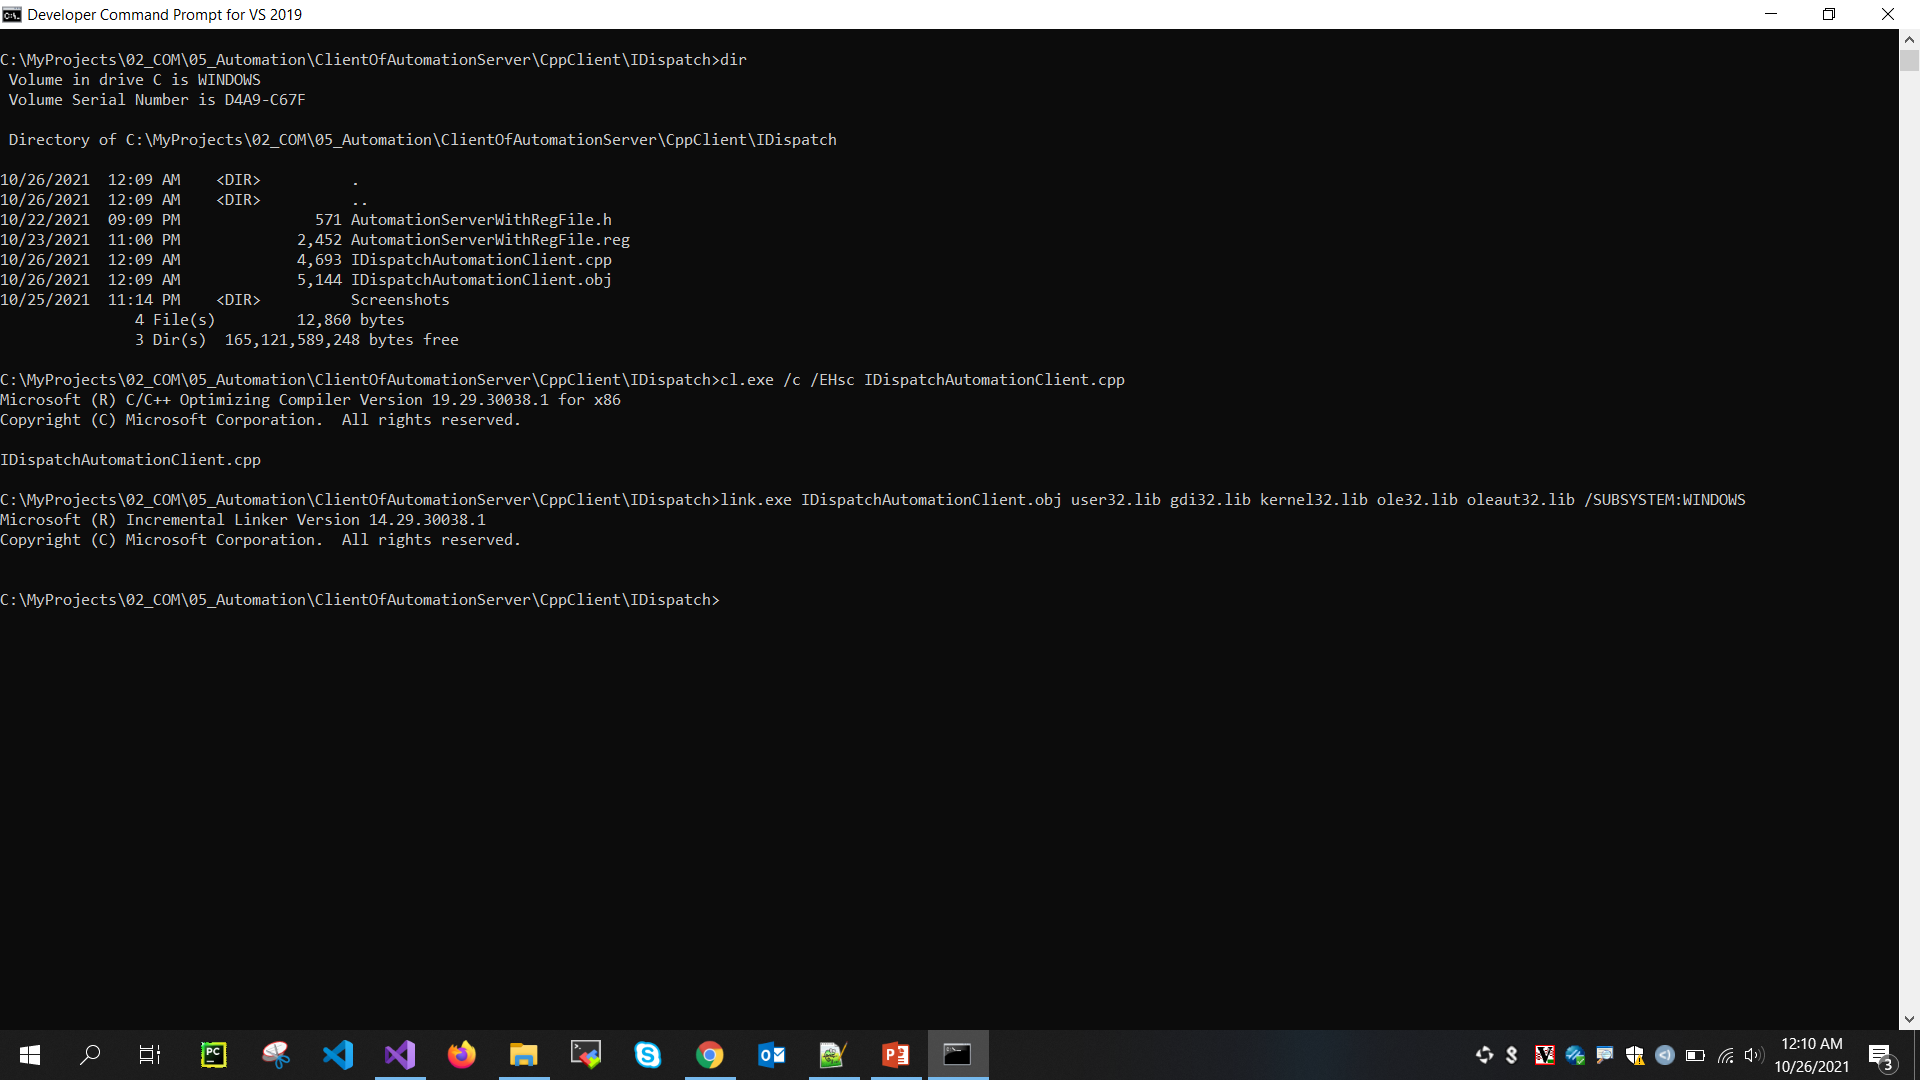 Developer Command Prompt for VS 2019
C:\MyProjects\02_COM\05_Automation\ClientOfAutomationServer\CppClient\IDispatch>dir
 Volume in drive C is WINDOWS
 Volume Serial Number is D4A9-C67F
 Directory of C:\MyProjects\02_COM\05_Automation\ClientOfAutomationServer\CppClient\IDispatch
10/26/2021  12:09 AM    <DIR>          .
10/26/2021  12:09 AM    <DIR>          ..
10/22/2021  09:09 PM               571 AutomationServerWithRegFile.h
10/23/2021  11:00 PM             2,452 AutomationServerWithRegFile.reg
10/26/2021  12:09 AM             4,693 IDispatchAutomationClient.cpp
10/26/2021  12:09 AM             5,144 IDispatchAutomationClient.obj
10/25/2021  11:14 PM    <DIR>          Screenshots
               4 File(s)         12,860 bytes
               3 Dir(s)  165,121,589,248 bytes free
C:\MyProjects\02_COM\05_Automation\ClientOfAutomationServer\CppClient\IDispatch>cl.exe /c /EHsc IDispatchAutomationClient.cpp
Microsoft (R) C/C++ Optimizing Compiler Version 19.29.30038.1 for x86
Copyright (C) Microsoft Corporation.  All rights reserved.
IDispatchAutomationClient.cpp
C:\MyProjects\02_COM\05_Automation\ClientOfAutomationServer\CppClient\IDispatch>link.exe IDispatchAutomationClient.obj user32.lib gdi32.lib kernel32.lib ole32.lib oleaut32.lib /SUBSYSTEM:WINDOWS
Microsoft (R) Incremental Linker Version 14.29.30038.1
Copyright (C) Microsoft Corporation.  All rights reserved.
C:\MyProjects\02_COM\05_Automation\ClientOfAutomationServer\CppClient\IDispatch>
PC
12:10 AM
10/26/2021
3